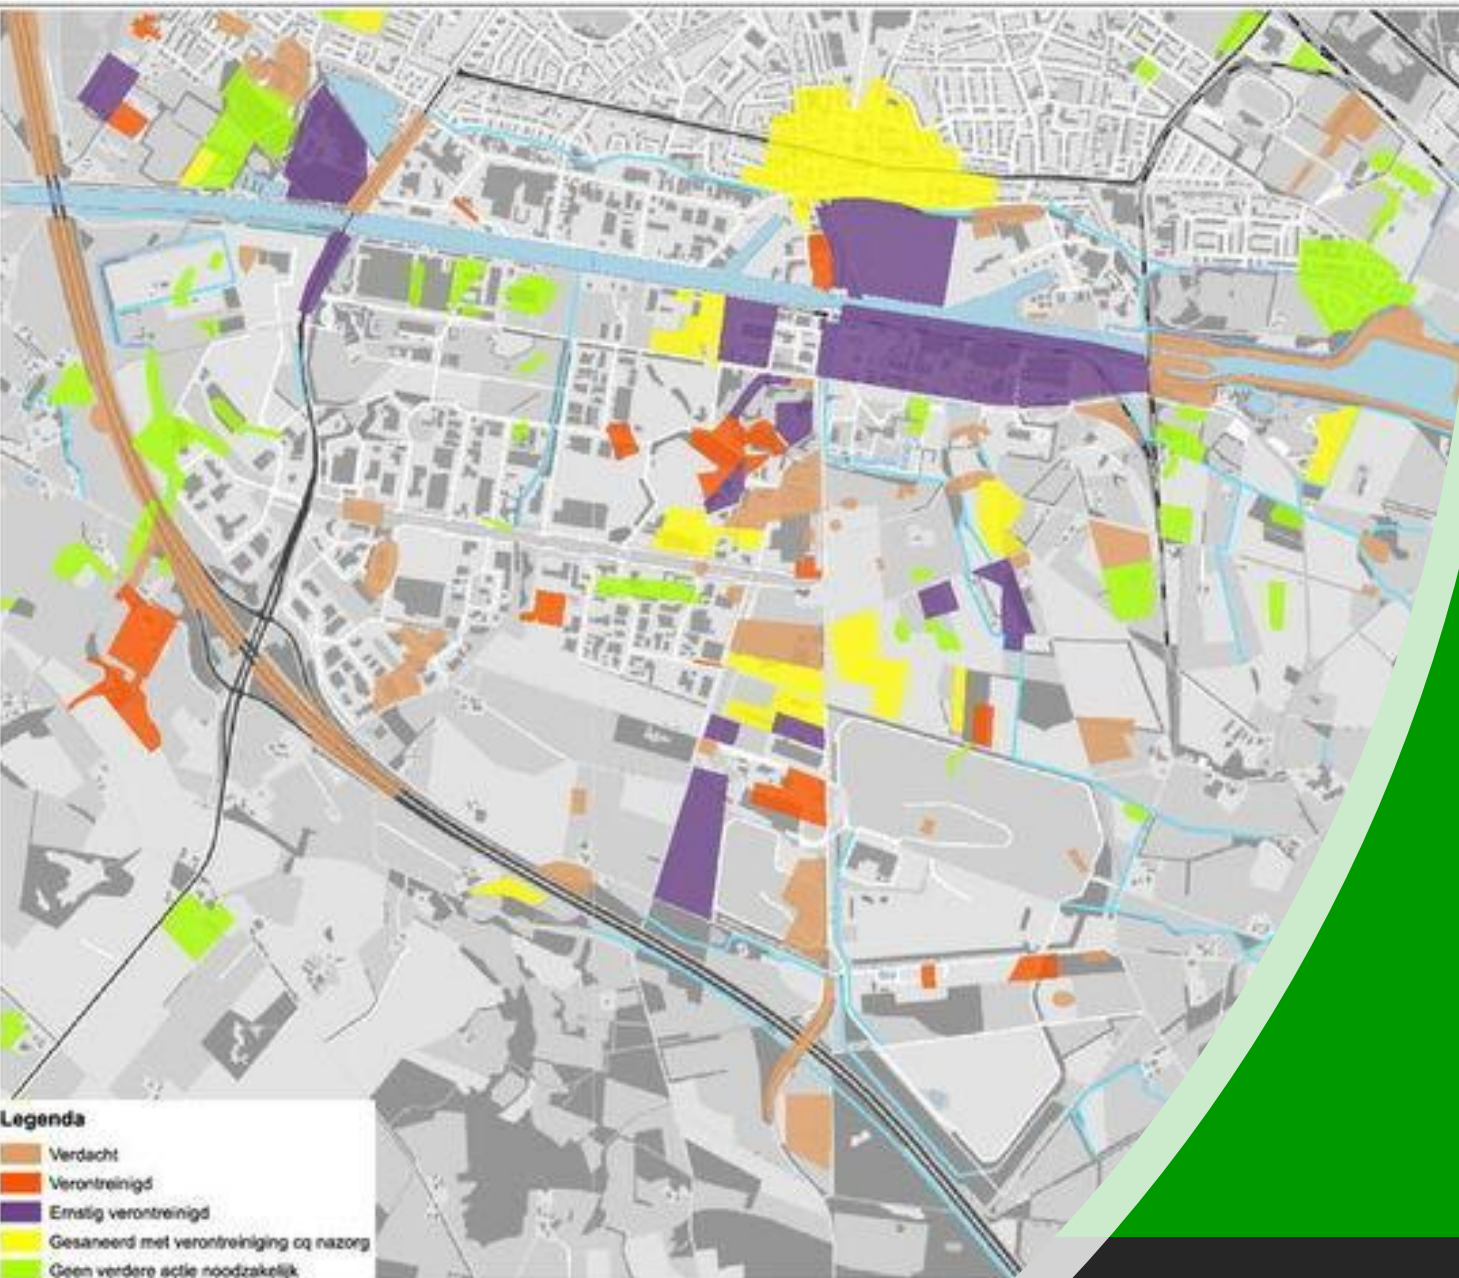 Legenda
Verdacht
Verontreinigd
Ernstig verontreinigd
Gesaneerd met verontreiniging cq nazorg
Geen verdere actie noodzakelijk